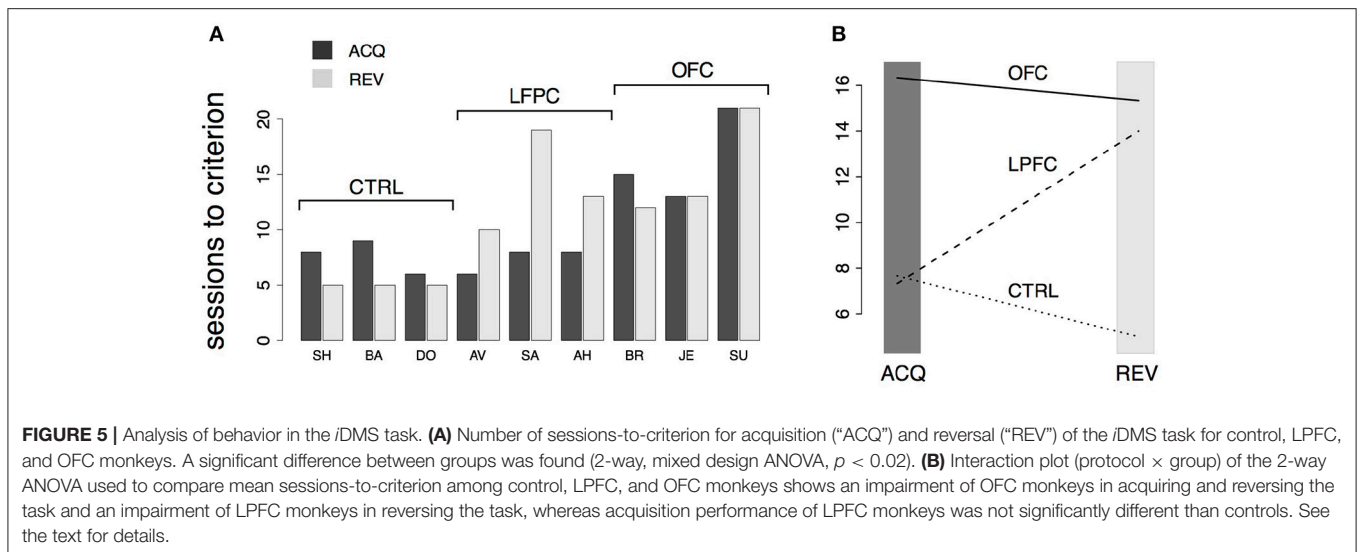 A
ACQ
REV
CTRL
LFPC
OFC
sessions to criterion
20
15
10
5
0
SH BA DO AV SA AH BR JE SU
B
16
14
12
10
8
6
OFC
LPFC
CTRL
ACQ REV
FIGURE 5 | Analysis of behavior in the iDMS task. (A) Number of sessions-to-criterion for acquisition (“ACQ”) and reversal (“REV”) of the iDMS task for control, LPFC,
and OFC monkeys. A significant difference between groups was found (2-way, mixed design ANOVA, p < 0.02). (B) Interaction plot (protocol × group) of the 2-way
ANOVA used to compare mean sessions-to-criterion among control, LPFC, and OFC monkeys shows an impairment of OFC monkeys in acquiring and reversing the
task and an impairment of LPFC monkeys in reversing the task, whereas acquisition performance of LPFC monkeys was not significantly different than controls. See
the text for details.